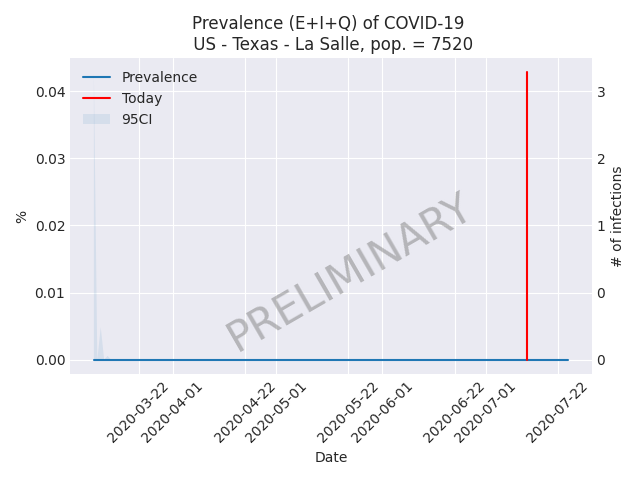 Prevalence (E+I+Q) of COVID-19
US - Texas - La Salle, pop. = 7520
Prevalence
Today
95CI
0.04
0.03
0.02
0.01
0.00
%
3
2
1
0
0
# of infections
PRELIMINARY
2020-03-22
2020-04-01
2020-04-22
2020-05-01
2020-05-22
2020-06-01
2020-06-22
2020-07-01
2020-07-22
Date